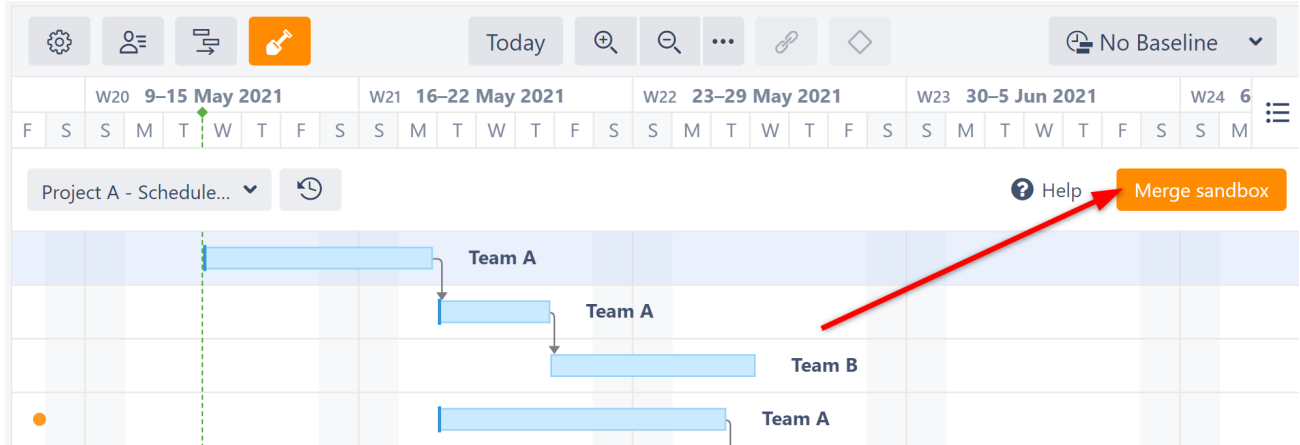 Today No Baseline
W20 9–15 May 2021 W21 16–22 May 2021 W22 23–29 May 2021 W23 30–5 Jun 2021 W24 6
F S S M T W T F S S M T W T F S S M T W T F S S M T W T F S S M
Project A - Schedule... Help Merge sandbox
Team A
Team A
Team B
Team A